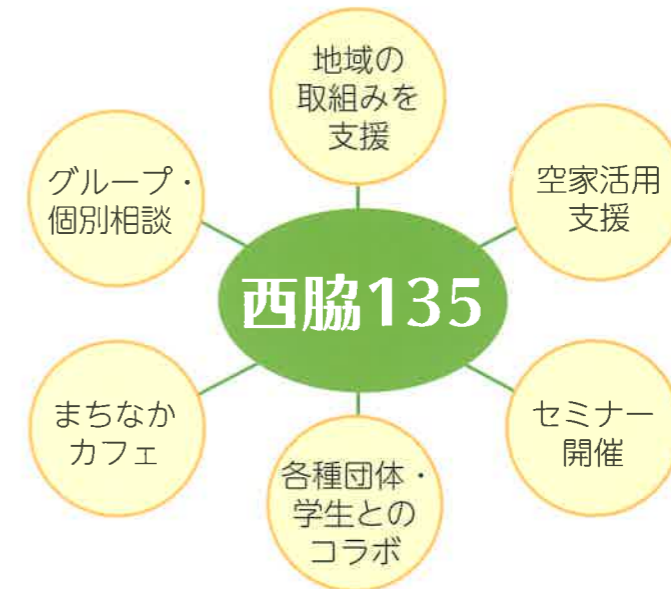 地域の
取組みを
支援
グループ・
個別相談
空家活用
支援
西脇135
まちなか
カフェ
セミナー
開催
各種団体・
学生との
コラボ